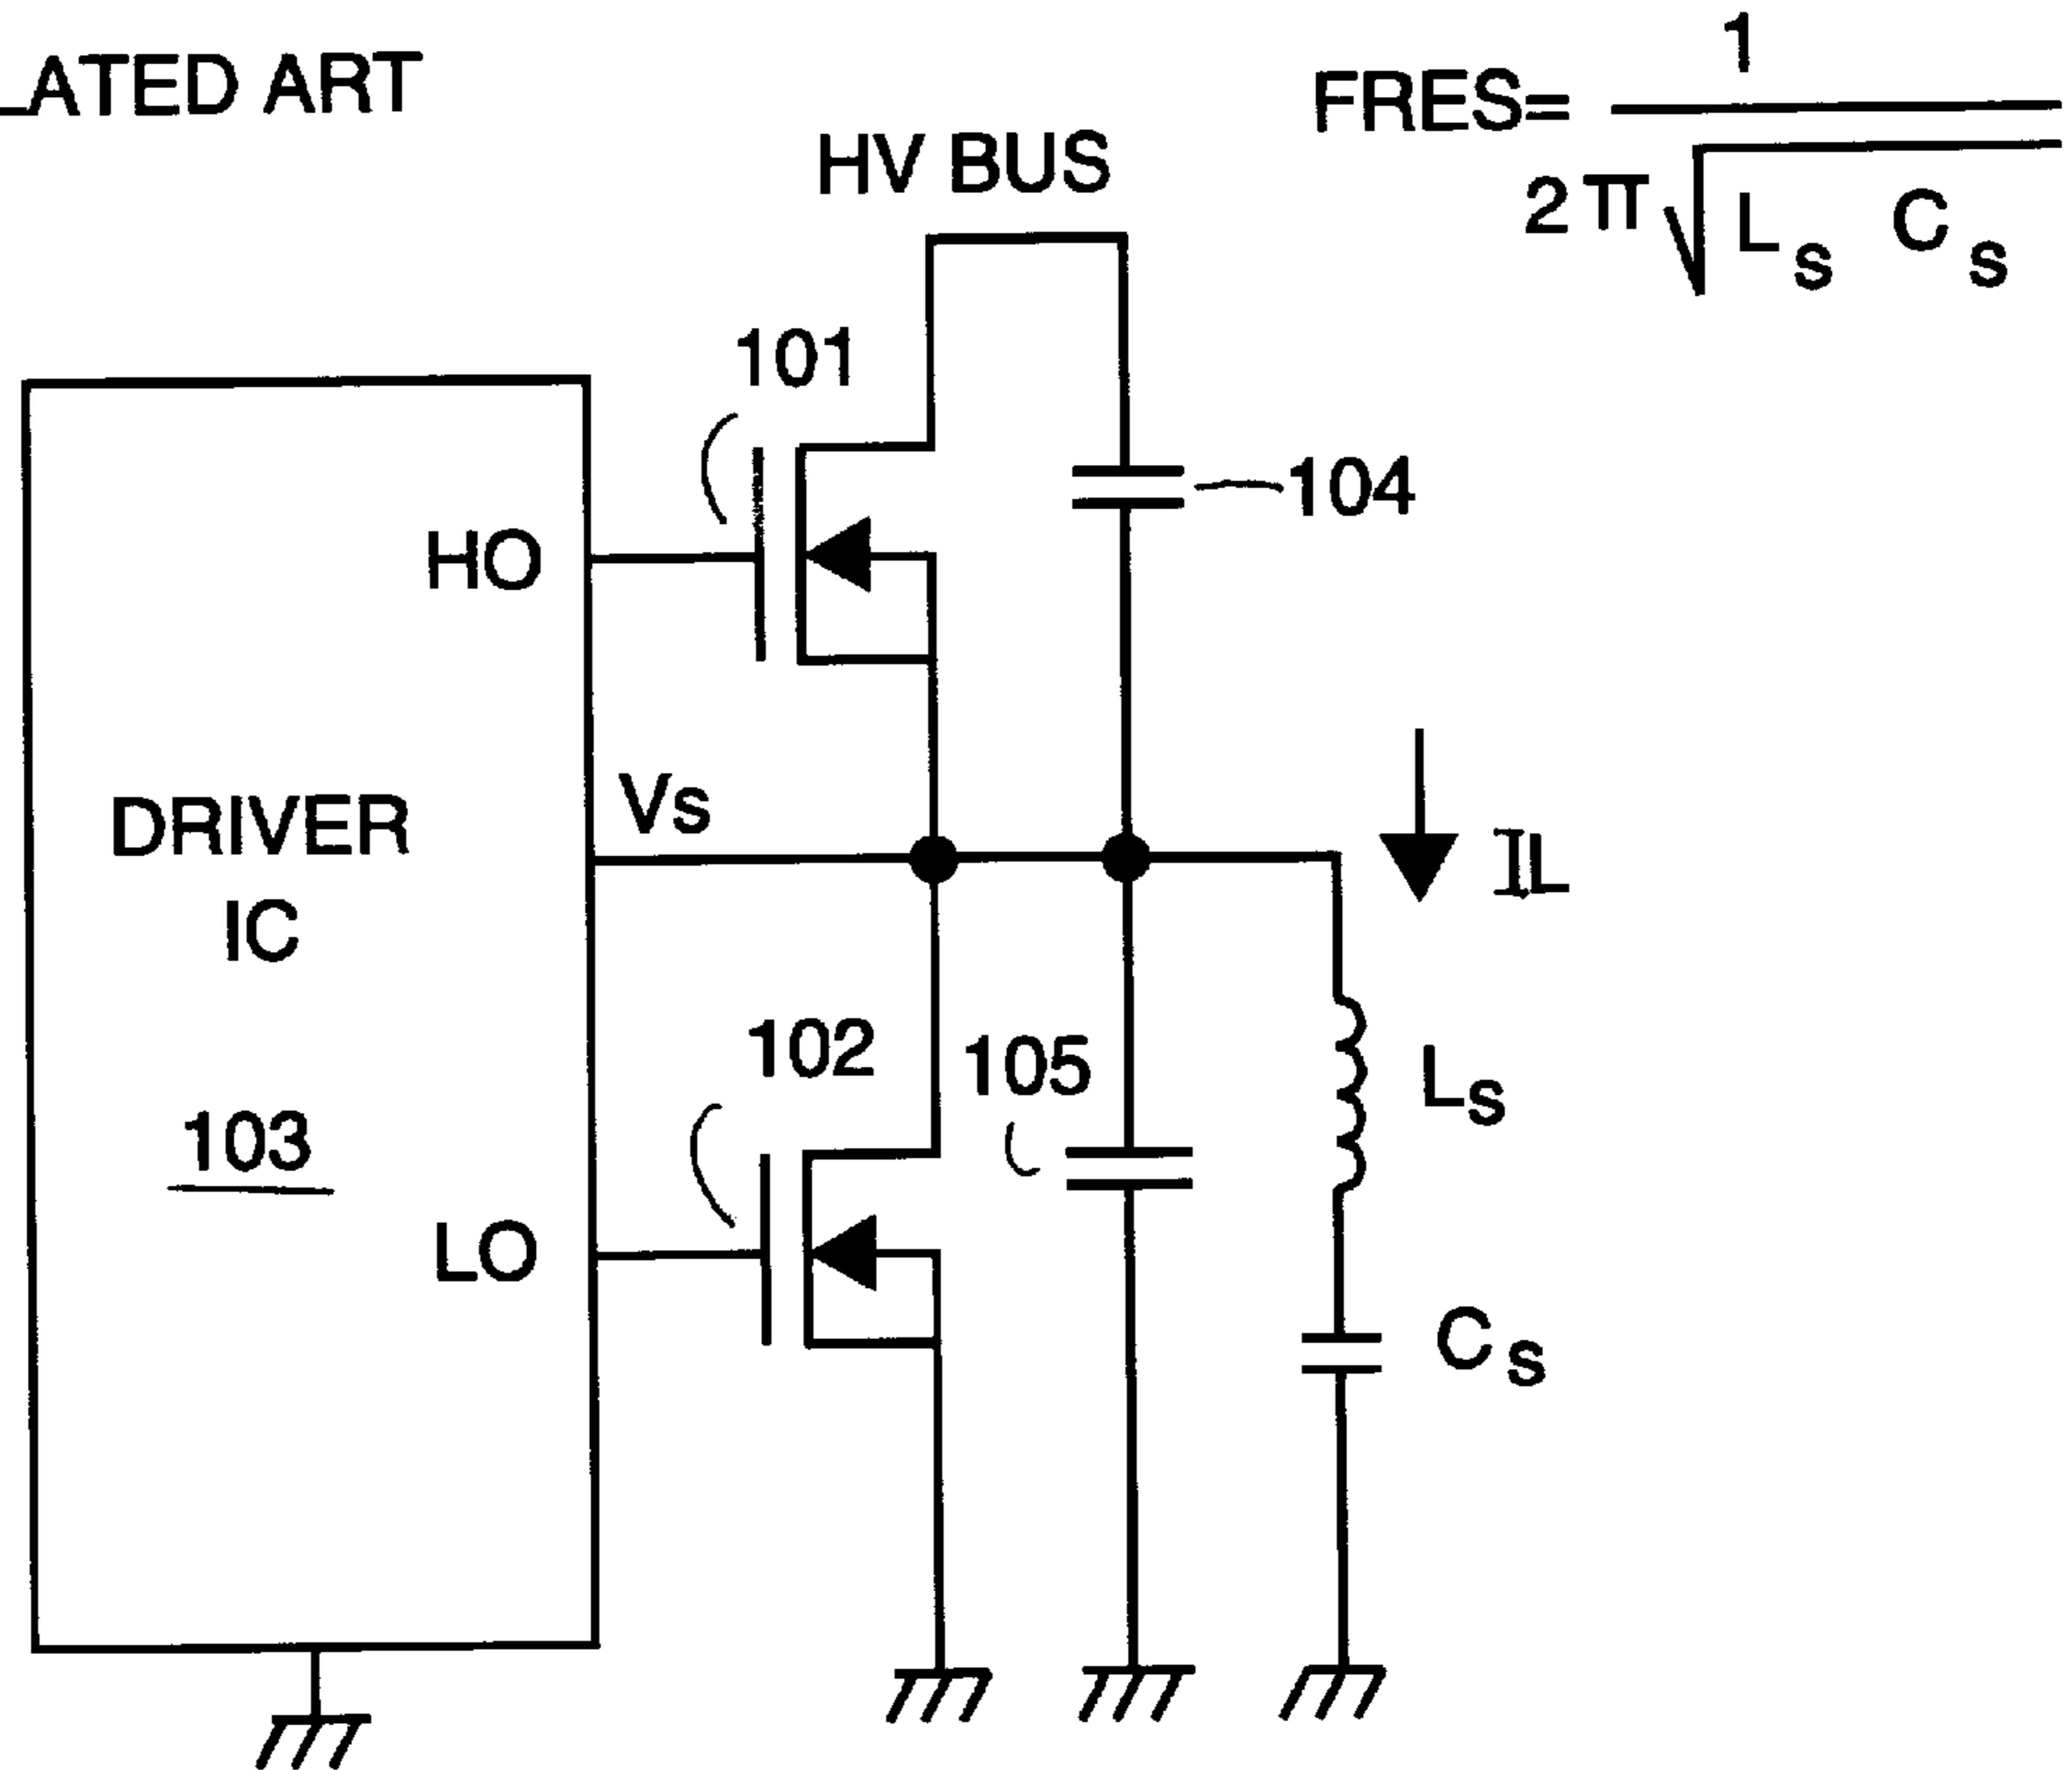 LATED ART
FRES= 1
2π√ Ls Cs
HV BUS
101
104
HO
Vs
DRIVER
IC
IL
102
105
Ls
103
LO
Cs